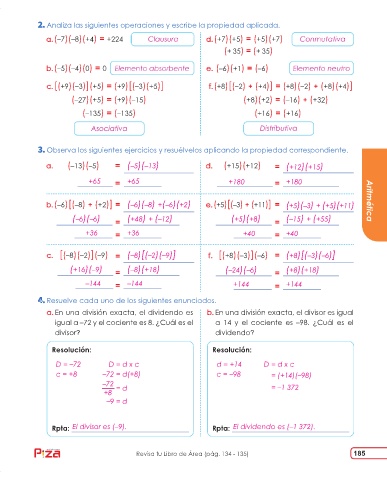 2. Analiza las siguientes operaciones y escribe la propiedad aplicada.
a. (–7)(–8)(+4) = +224 Clausura
d. (+7)(+5) = (+5)(+7) Conmutativa
(+35) = (+35)
b. (–5)(–4)(0) = 0 Elemento absorbente
e. (–6)(+1) = (–6) Elemento neutro
c. [(+9)(–3)](+5) = (+9)[(–3)(+5)]
(–27)(+5) = (+9)(–15)
(–135) = (–135)
Asociativa
f. (+8)[(–2) + (+4)] = (+8)(–2) + (+8)(+4)
(+8)(+2) = (–16) + (+32)
(+16) = (+16)
Distributiva
3. Observa los siguientes ejercicios y resuélvelos aplicando la propiedad correspondiente.
a. (–13)(–5) = (–5)(–13)
+65 = +65
d. (+15)(+12) = (+12)(+15)
+180 = +180
b. (–6)[(–8) + (+2)] = (–6)(–8) +(–6)(+2)
(–6)(–6) = (+48) + (–12)
+36 = +36
e. (+5)[(–3) + (+11)] = (+5)(–3) + (+5)(+11)
(+5)(+8) = (–15) + (+55)
+40 = +40
c. [(–8)(–2)](–9) = (–8)[(–2)(–9)]
(+16)(–9) = (–8)(+18)
–144 = –144
f. [(+8)(–3)](–6) = (+8)[(–3)(–6)]
(–24)(–6) = (+8)(+18)
+144 = +144
Aritmética
4. Resuelve cada uno de los siguientes enunciados.
a. En una división exacta, el dividendo es
igual a –72 y el cociente es 8. ¿Cuál es el
divisor?
Resolución:
D = –72 D = d x c
c = +8 –72 = d(+8)
–72
+8 = d
–9 = d
Rpta: El divisor es (–9).
b. En una división exacta, el divisor es igual
a 14 y el cociente es –98. ¿Cuál es el
dividendo?
Resolución:
d = +14 D = d x c
c = –98 = (+14)(–98)
= –1 372
Rpta: El dividendo es (–1 372).
Pizza
Revisa tu Libro de Área (pág. 134 - 135)
185